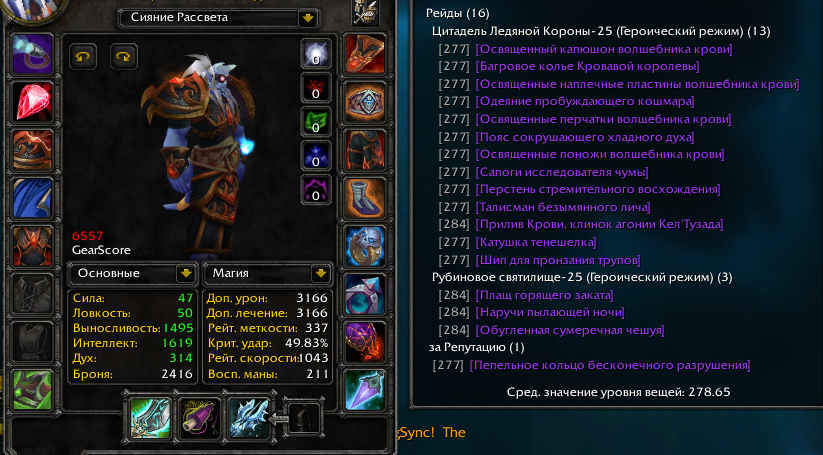 Сияние Рассвета
0
0
0
0
6557
GearScore
Основные
Магия
Сила: 47
Ловкость: 50
Выносливость: 1495
Интеллект: 1619
Дух: 314
Броня: 2416
Доп. урон: 3166
Доп. лечение: 3166
Рейт. меткости: 337
Крит. удар: 49.83%
Рейт. скорости: 1043
Восп. маны: 211
Рейды (16)
Цитадель Ледяной Короны-25 (Героический режим) (13)
[277] [Освященный капюшон волшебника крови]
[277] [Багровое колье Кровавой королевы]
[277] [Освященные наплечные пластины волшебника крови]
[277] [Одеяние пробуждающего кошмара]
[277] [Освященные перчатки волшебника крови]
[277] [Пояс сокрушающего хладного духа]
[277] [Освященные поножи волшебника крови]
[277] [Сапоги исследователя чумы]
[277] [Перстень стремительного восхождения]
[277] [Талисман безымянного лича]
[284] [Прилив Крови, клинок агонии Кел'Тузада]
[277] [Катушка тенешелка]
[277] [Шип для пронзания трупов]
Рубиновое святилище-25 (Героический режим) (3)
[284] [Плащ горящего заката]
[284] [Наручи пылающей ночи]
[284] [Обугленная сумеречная чешуя]
за Репутацию (1)
[277] [Пепельное кольцо бесконечного разрушения]
Сред. значение уровня вещей: 278.65
gSync! The